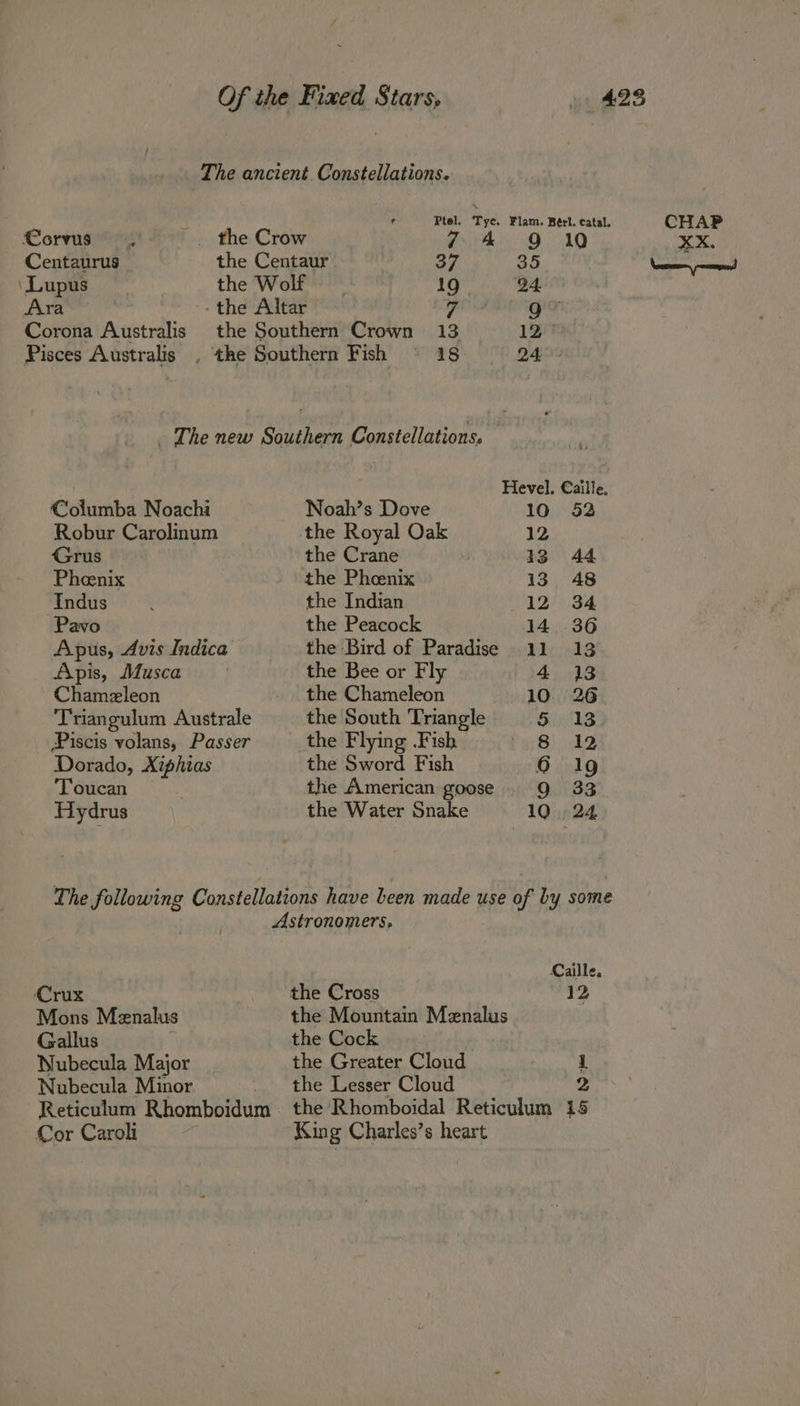 Of the Fixed Stars, 423
The ancient Constellations.
Ptol. Tyc. Flam. Berl. catal. CHAP
Corvus the Crow 7 4 9 10 XX.
Centaurus the Centaur 37 35
Lupus the Wolf 19 24
Ara the Altar 7 9
Corona Australis the Southern Crown 13 12
Pisces Australis the Southern Fish 18 24
The new Southern Constellations.
Hevel. Caille.
Columba Noachi Noah's Dove 10 52
Robur Carolinum the Royal Oak 12
Grus the Crane 13 44
Phœnix the Phœnix 13 48
Indus the Indian 12 34
Pavo the Peacock 14 36
Apus, Avis Indica the Bird of Paradise 11 13
Apis, Musca the Bee or Fly 4 13
Chamæleon the Chameleon 10 26
Triangulum Australe the South Triangle 5 13
Piscis volans, Passer the Flying Fish 8 12
Dorado, Xiphias the Sword Fish 6 19
Toucan the American goose 9 33
Hydrus the Water Snake 10 24
The following Constellations have been made use of by some
Astronomers.
Caille.
Crux the Cross 12
Mons Mænalus the Mountain Mænalus
Gallus the Cock
Nubecula Major the Greater Cloud 1
Nubecula Minor the Lesser Cloud 2
Reticulum Rhomboidum the Rhomboidal Reticulum 15
Cor Caroli King Charles's heart